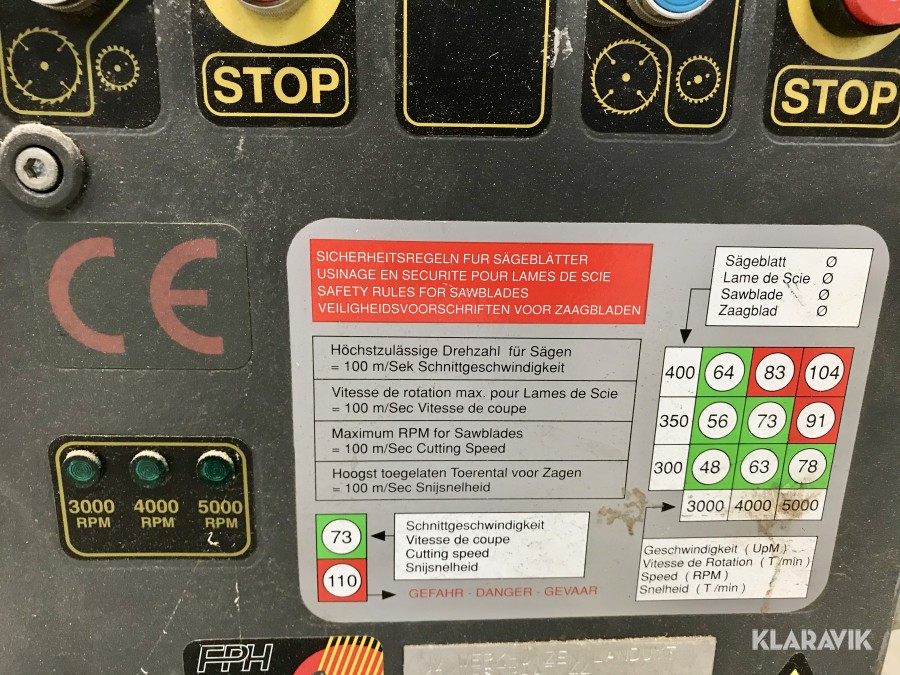 STOP
STOP
CE
SICHERHEITSREGELN FUR SÄGEBLÄTTER
USINAGE EN SECURITE POUR LAMES DE SCIE
SAFETY RULES FOR SAWBLADES
VEILIGHEIDSVOORSCHRIFTEN VOOR ZAAGBLADEN
Sägeblatt Ø
Lame de Scie Ø
Sawblade Ø
Zaagblad Ø
Höchstzulässige Drehzahl für Sägen
= 100 m/Sek Schnittgeschwindigkeit
Vitesse de rotation max. pour Lames de Scie
= 100 m/Sec Vitesse de coupe
Maximum RPM for Sawblades
= 100 m/Sec Cutting Speed
Hoogst toegelaten Toerental voor Zagen
= 100 m/Sec Snijsnelheid
400 64 83 104
350 56 73 91
300 48 63 78
3000 4000 5000
3000 4000 5000
RPM RPM RPM
73
Schnittgeschwindigkeit
Vitesse de coupe
Cutting speed
Snijsnelheid
110
GEFAHR - DANGER - GEVAAR
Geschwindigkeit ( UpM )
Vitesse de Rotation ( T/min )
Speed ( RPM )
Snelheid ( T/min )
FPH
KLARAVIK